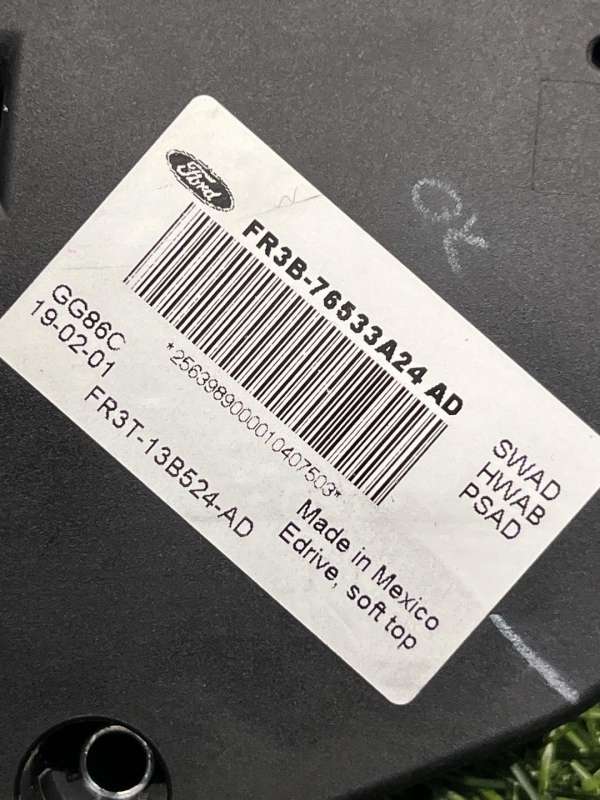 Ford
FR3B-76533A24 AD
*25639890000010407503*
GG86C
19-02-01
FR3T-13B524-AD
Made in Mexico
Edrive, soft top
SWAD
HWAB
PSAD
OK